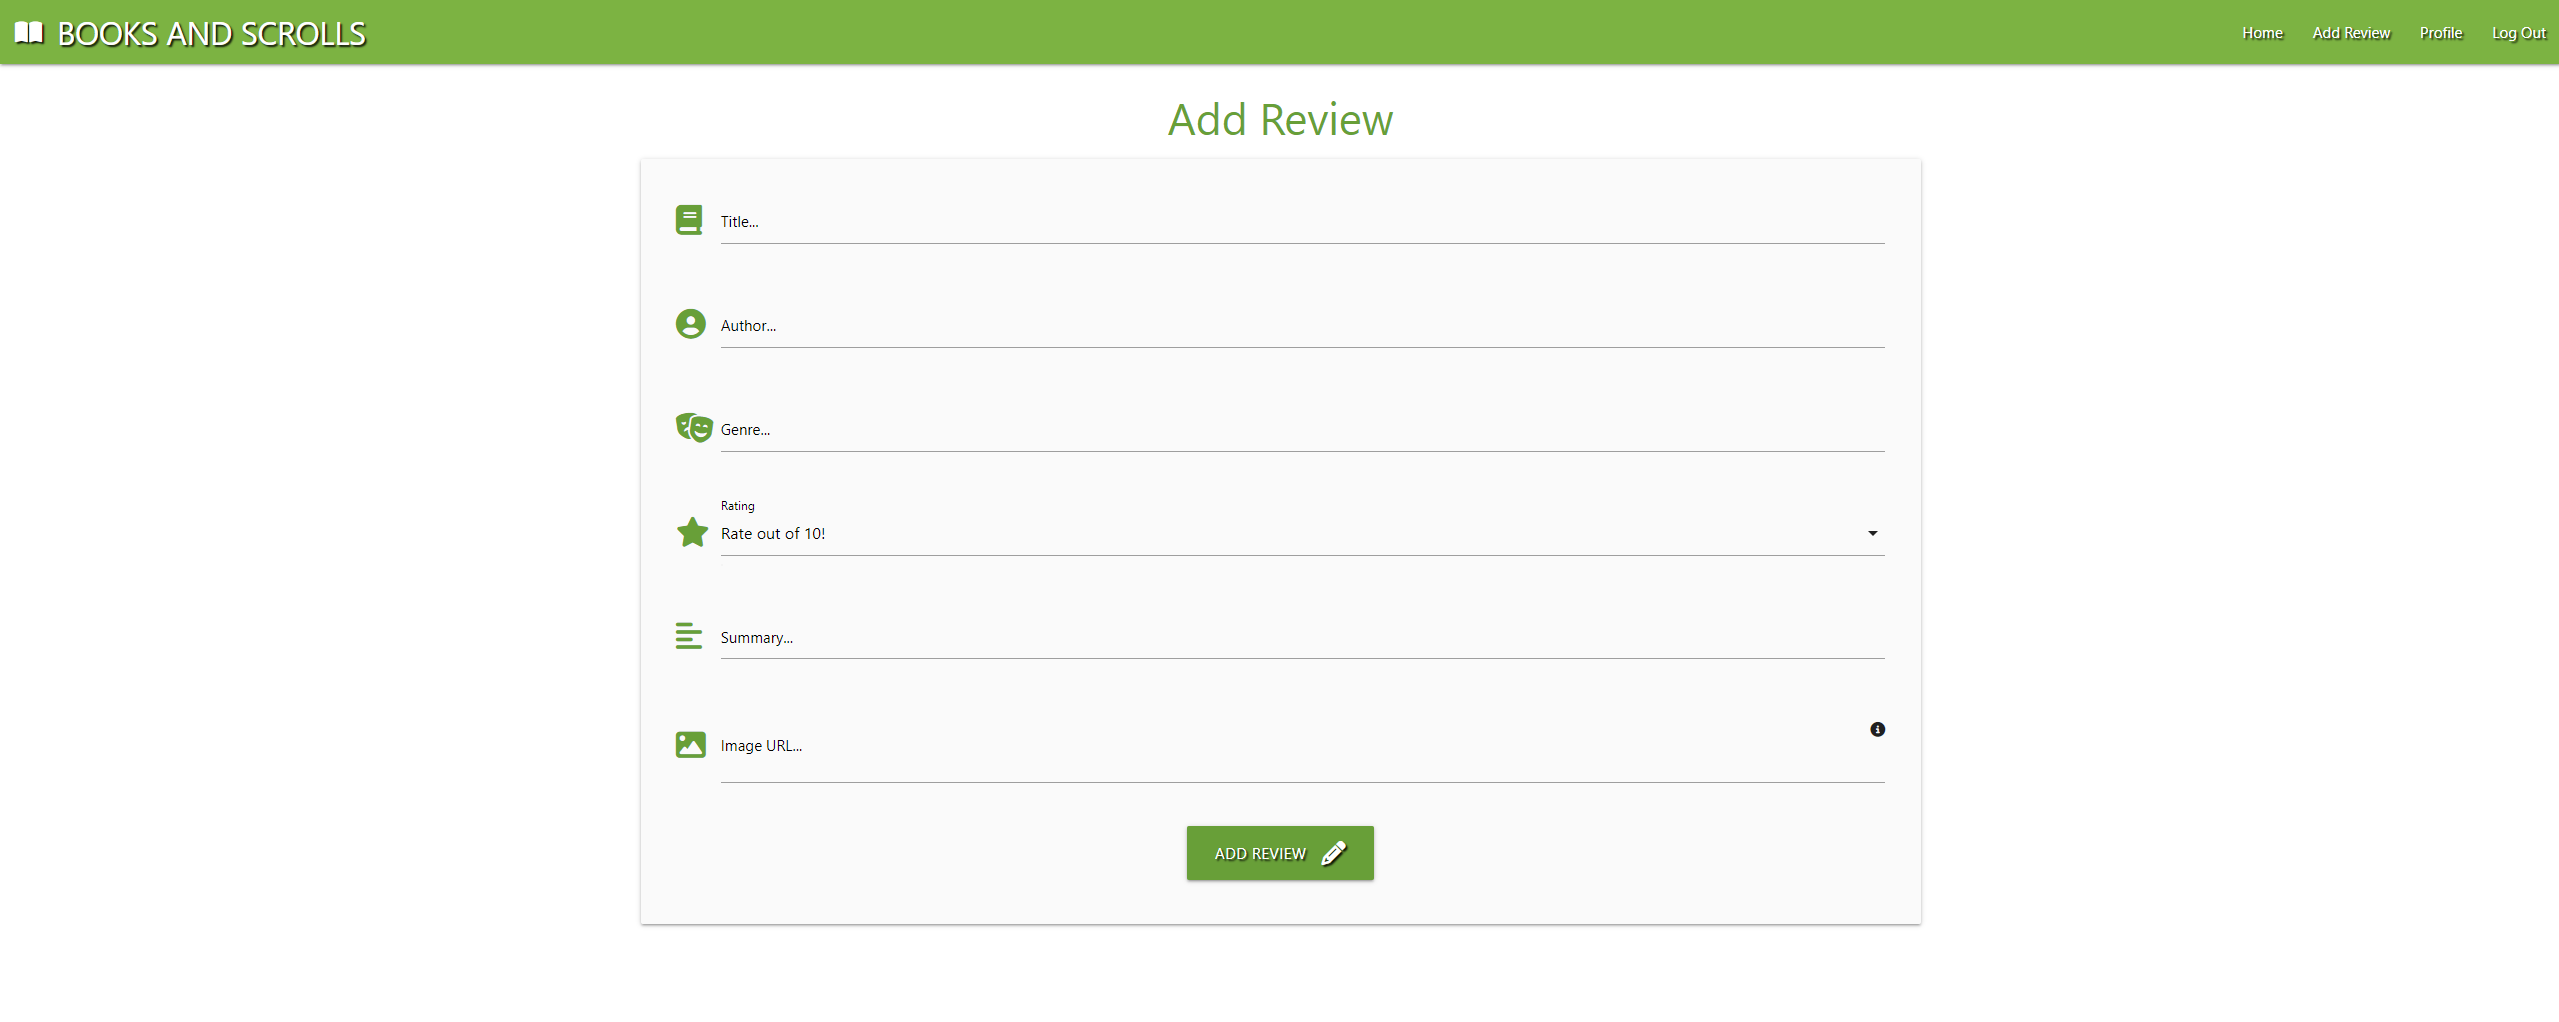 BOOKS AND SCROLLS
Home Add Review Profile Log Out
Add Review
Title...
Author...
Genre...
Rating
Rate out of 10!
Summary...
Image URL...
ADD REVIEW